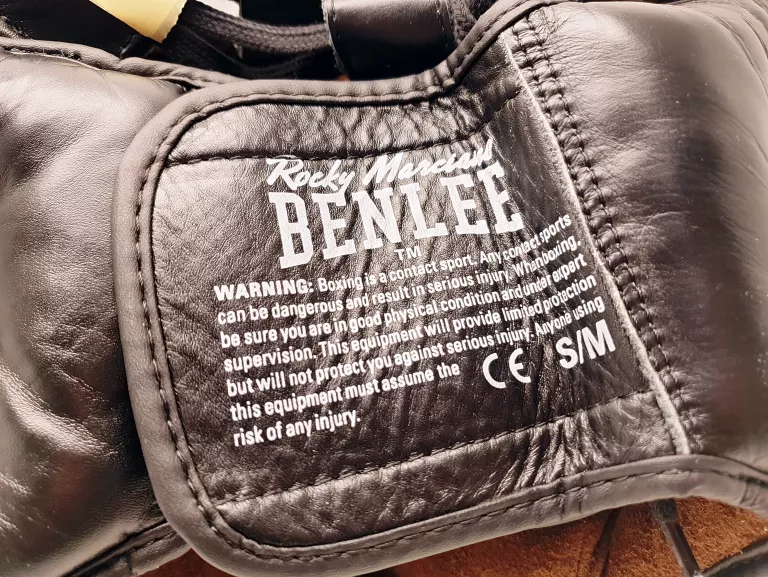 Rocky Marciano
BENLEE
TM
WARNING: Boxing is a contact sport. Any contact sports
can be dangerous and result in serious injury. When boxing,
be sure you are in good physical condition and under expert
supervision. This equipment will provide limited protection
but will not protect you against serious injury. Anyone using
this equipment must assume the
risk of any injury.
CE S/M